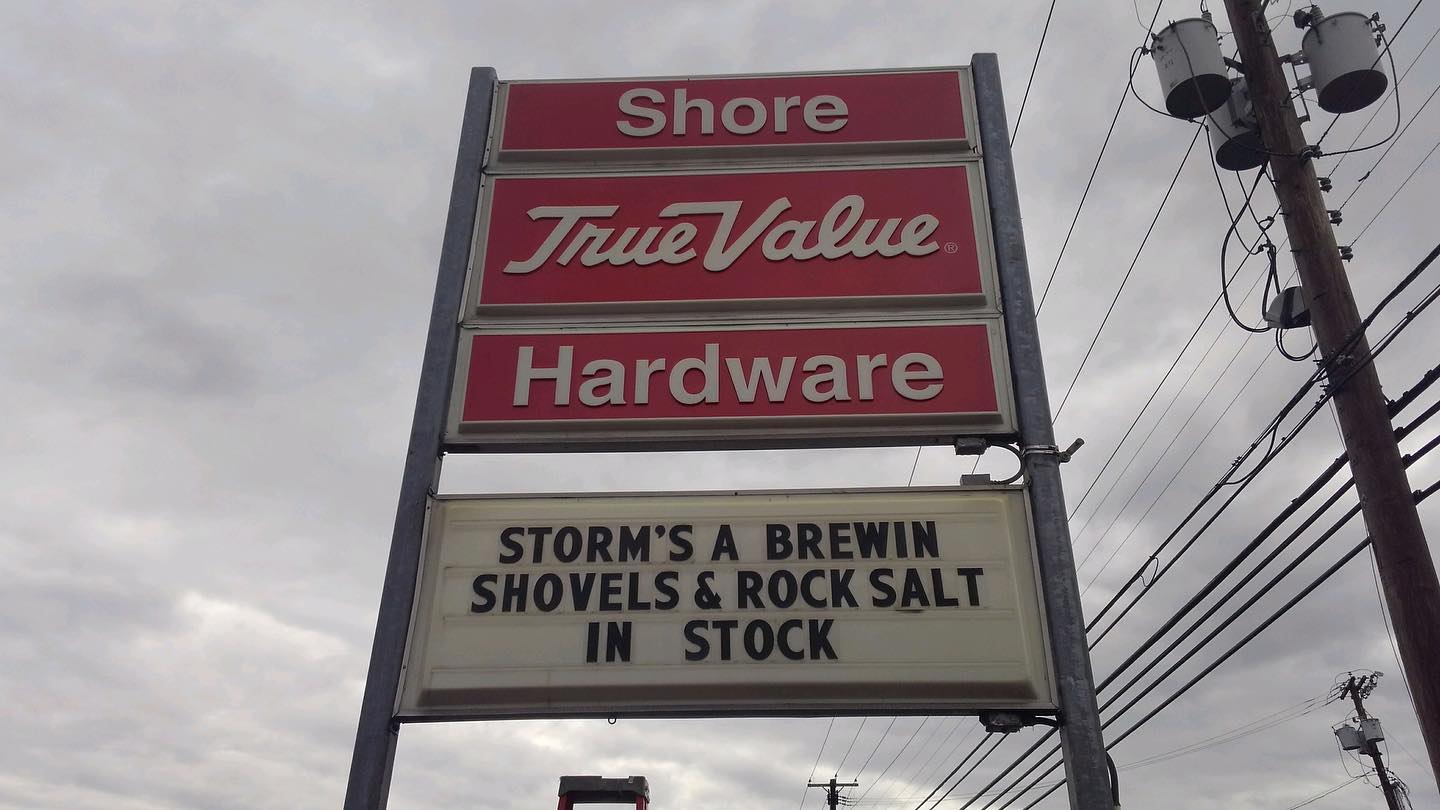 Shore
True Value®
Hardware
STORM'S A BREWIN
SHOVELS & ROCK SALT
IN STOCK